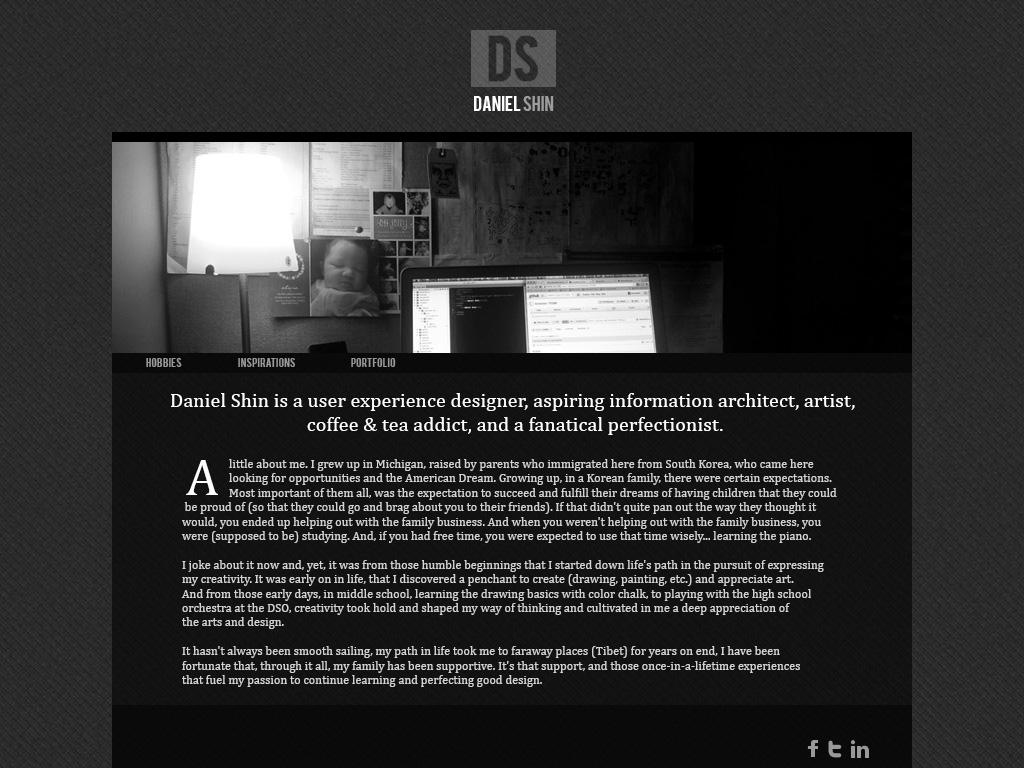 DS
DANIEL SHIN
HOBBIES INSPIRATIONS PORTFOLIO
Daniel Shin is a user experience designer, aspiring information architect, artist,
coffee & tea addict, and a fanatical perfectionist.
A little about me. I grew up in Michigan, raised by parents who immigrated here from South Korea, who came here
looking for opportunities and the American Dream. Growing up, in a Korean family, there were certain expectations.
Most important of them all, was the expectation to succeed and fulfill their dreams of having children that they could
be proud of (so that they could go and brag about you to their friends). If that didn't quite pan out the way they thought it
would, you ended up helping out with the family business. And when you weren't helping out with the family business, you
were (supposed to be) studying. And, if you had free time, you were expected to use that time wisely... learning the piano.
I joke about it now and, yet, it was from those humble beginnings that I started down life's path in the pursuit of expressing
my creativity. It was early on in life, that I discovered a penchant to create (drawing, painting, etc.) and appreciate art.
And from those early days, in middle school, learning the drawing basics with color chalk, to playing with the high school
orchestra at the DSO, creativity took hold and shaped my way of thinking and cultivated in me a deep appreciation of
the arts and design.
It hasn't always been smooth sailing, my path in life took me to faraway places (Tibet) for years on end, I have been
fortunate that, through it all, my family has been supportive. It's that support, and those once-in-a-lifetime experiences
that fuel my passion to continue learning and perfecting good design.
f t in